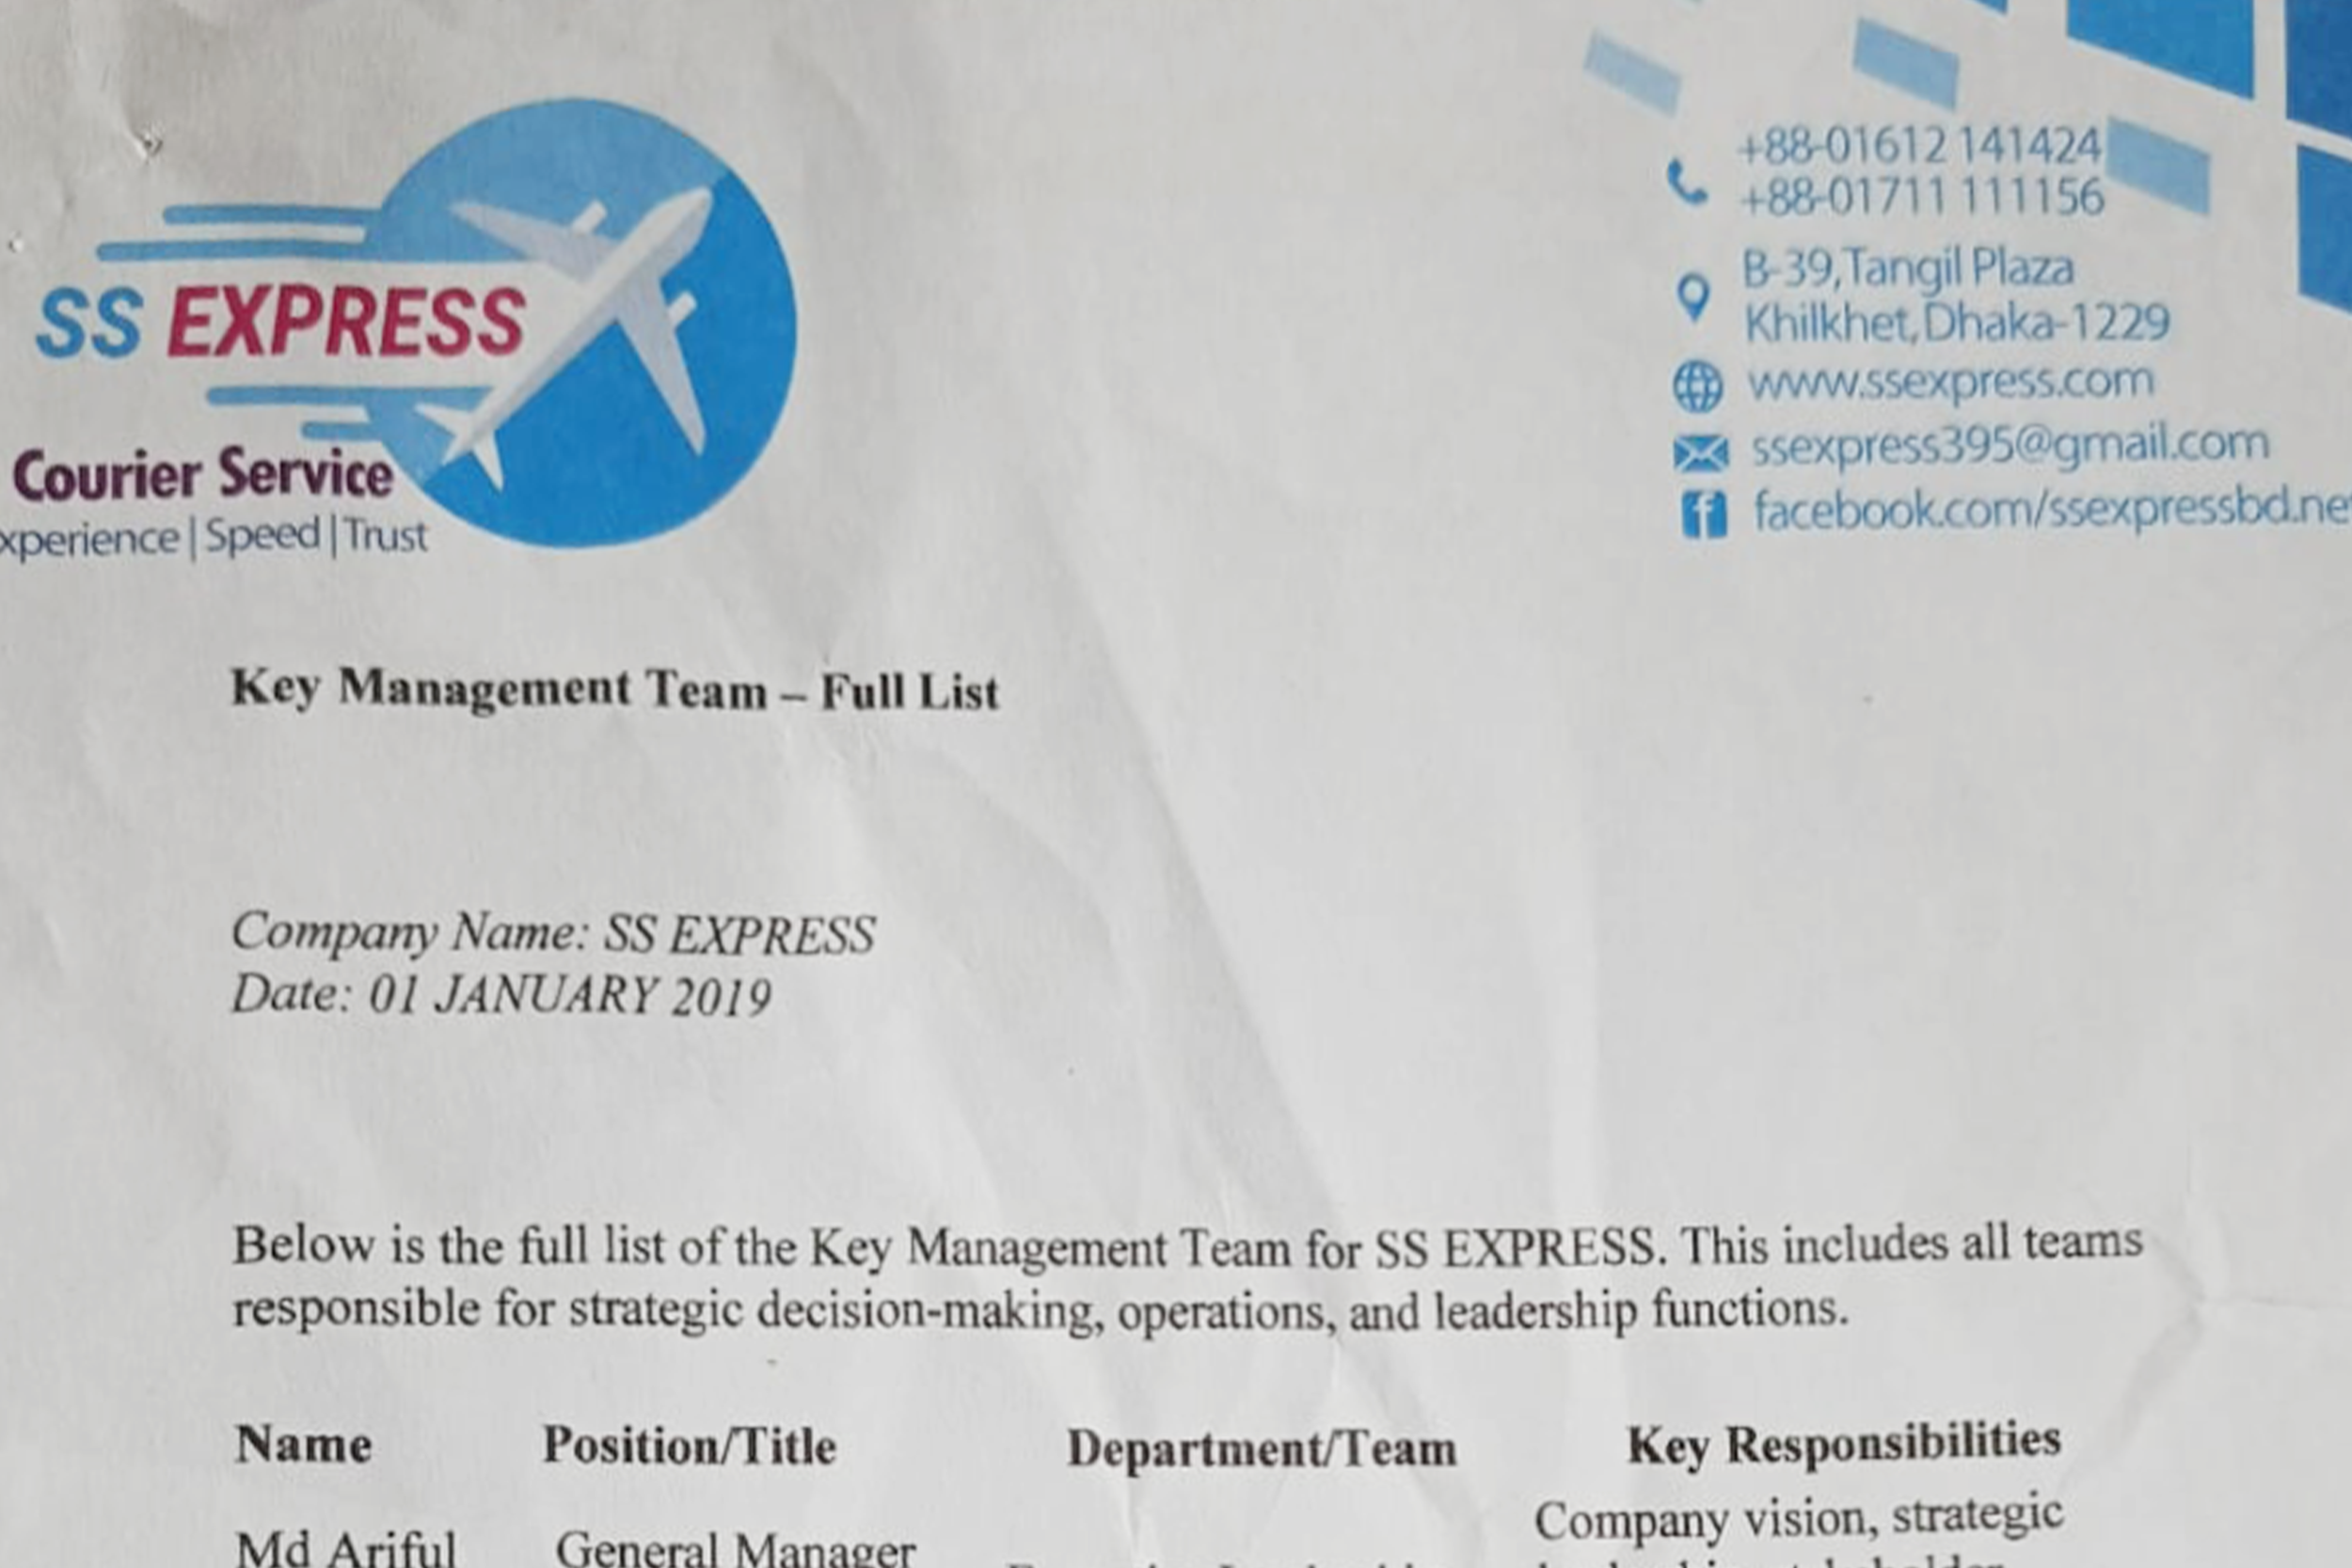 SS EXPRESS
Courier Service
xperience | Speed | Trust
+88-01612 141424
+88-01711 111156
B-39,Tangil Plaza
Khilkhet,Dhaka-1229
www.ssexpress.com
ssexpress395@gmail.com
facebook.com/ssexpressbd.ne
Key Management Team – Full List
Company Name: SS EXPRESS
Date: 01 JANUARY 2019
Below is the full list of the Key Management Team for SS EXPRESS. This includes all teams
responsible for strategic decision-making, operations, and leadership functions.
Name Position/Title Department/Team Key Responsibilities
Company vision, strategic
Md Ariful General Manager